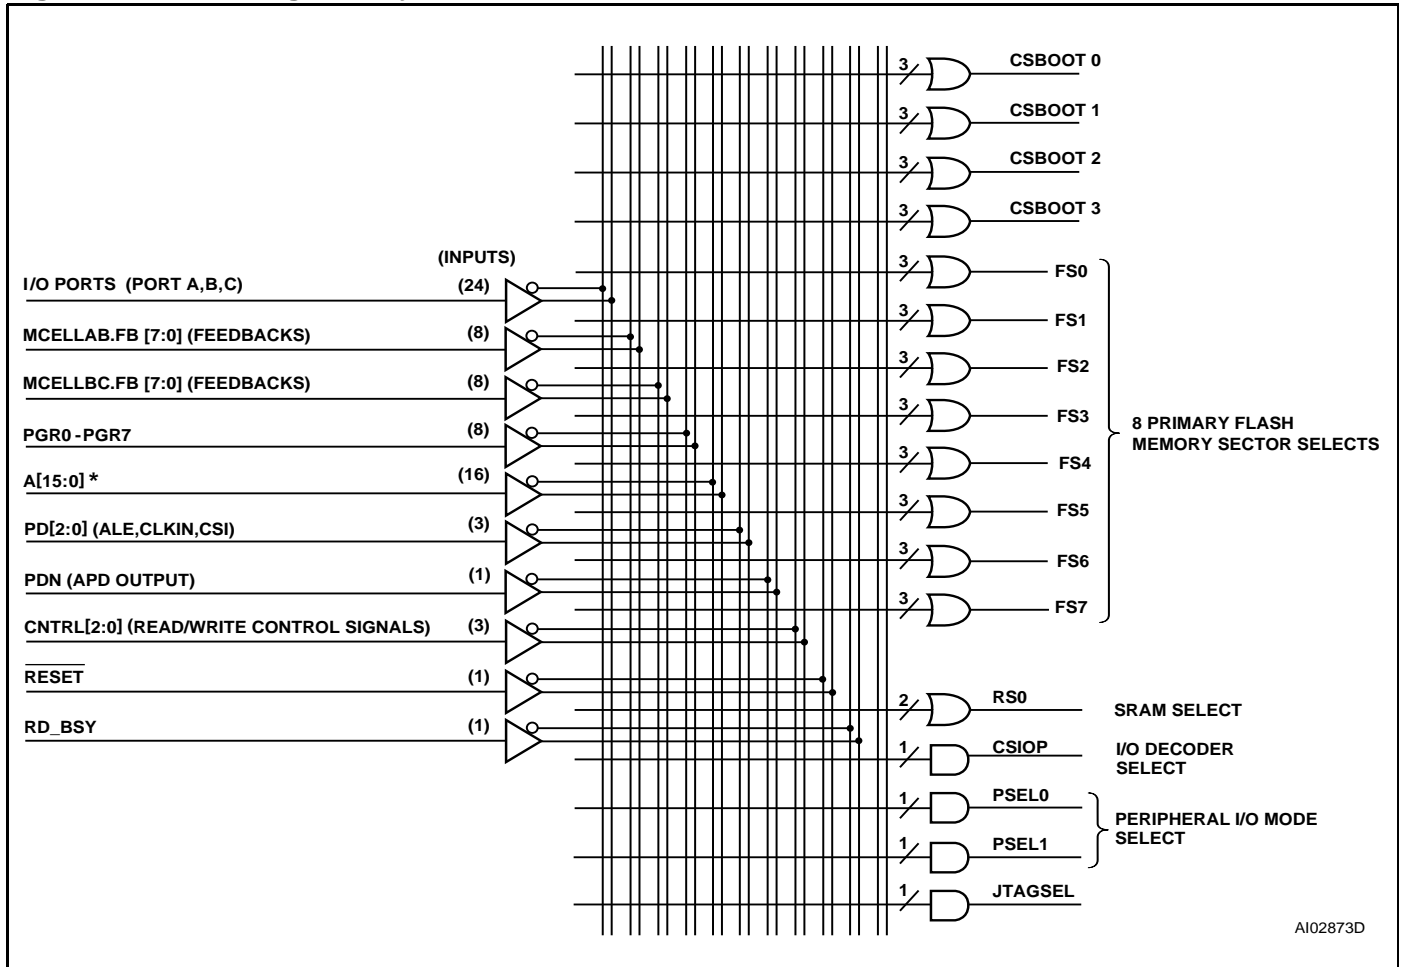 3 CSBOOT 0
3 CSBOOT 1
3 CSBOOT 2
3 CSBOOT 3
(INPUTS)
I/O PORTS (PORT A,B,C) (24)
MCELLAB.FB [7:0] (FEEDBACKS) (8)
MCELLBC.FB [7:0] (FEEDBACKS) (8)
PGR0 -PGR7 (8)
A[15:0] * (16)
PD[2:0] (ALE,CLKIN,CSI) (3)
PDN (APD OUTPUT) (1)
CNTRL[2:0] (READ/WRITE CONTROL SIGNALS) (3)
RESET (1)
RD_BSY (1)
3 FS0
3 FS1
3 FS2
3 FS3
3 FS4
3 FS5
3 FS6
3 FS7
8 PRIMARY FLASH
MEMORY SECTOR SELECTS
2 RS0 SRAM SELECT
1 CSIOP I/O DECODER
SELECT
1 PSEL0
1 PSEL1
PERIPHERAL I/O MODE
SELECT
1 JTAGSEL
AI02873D